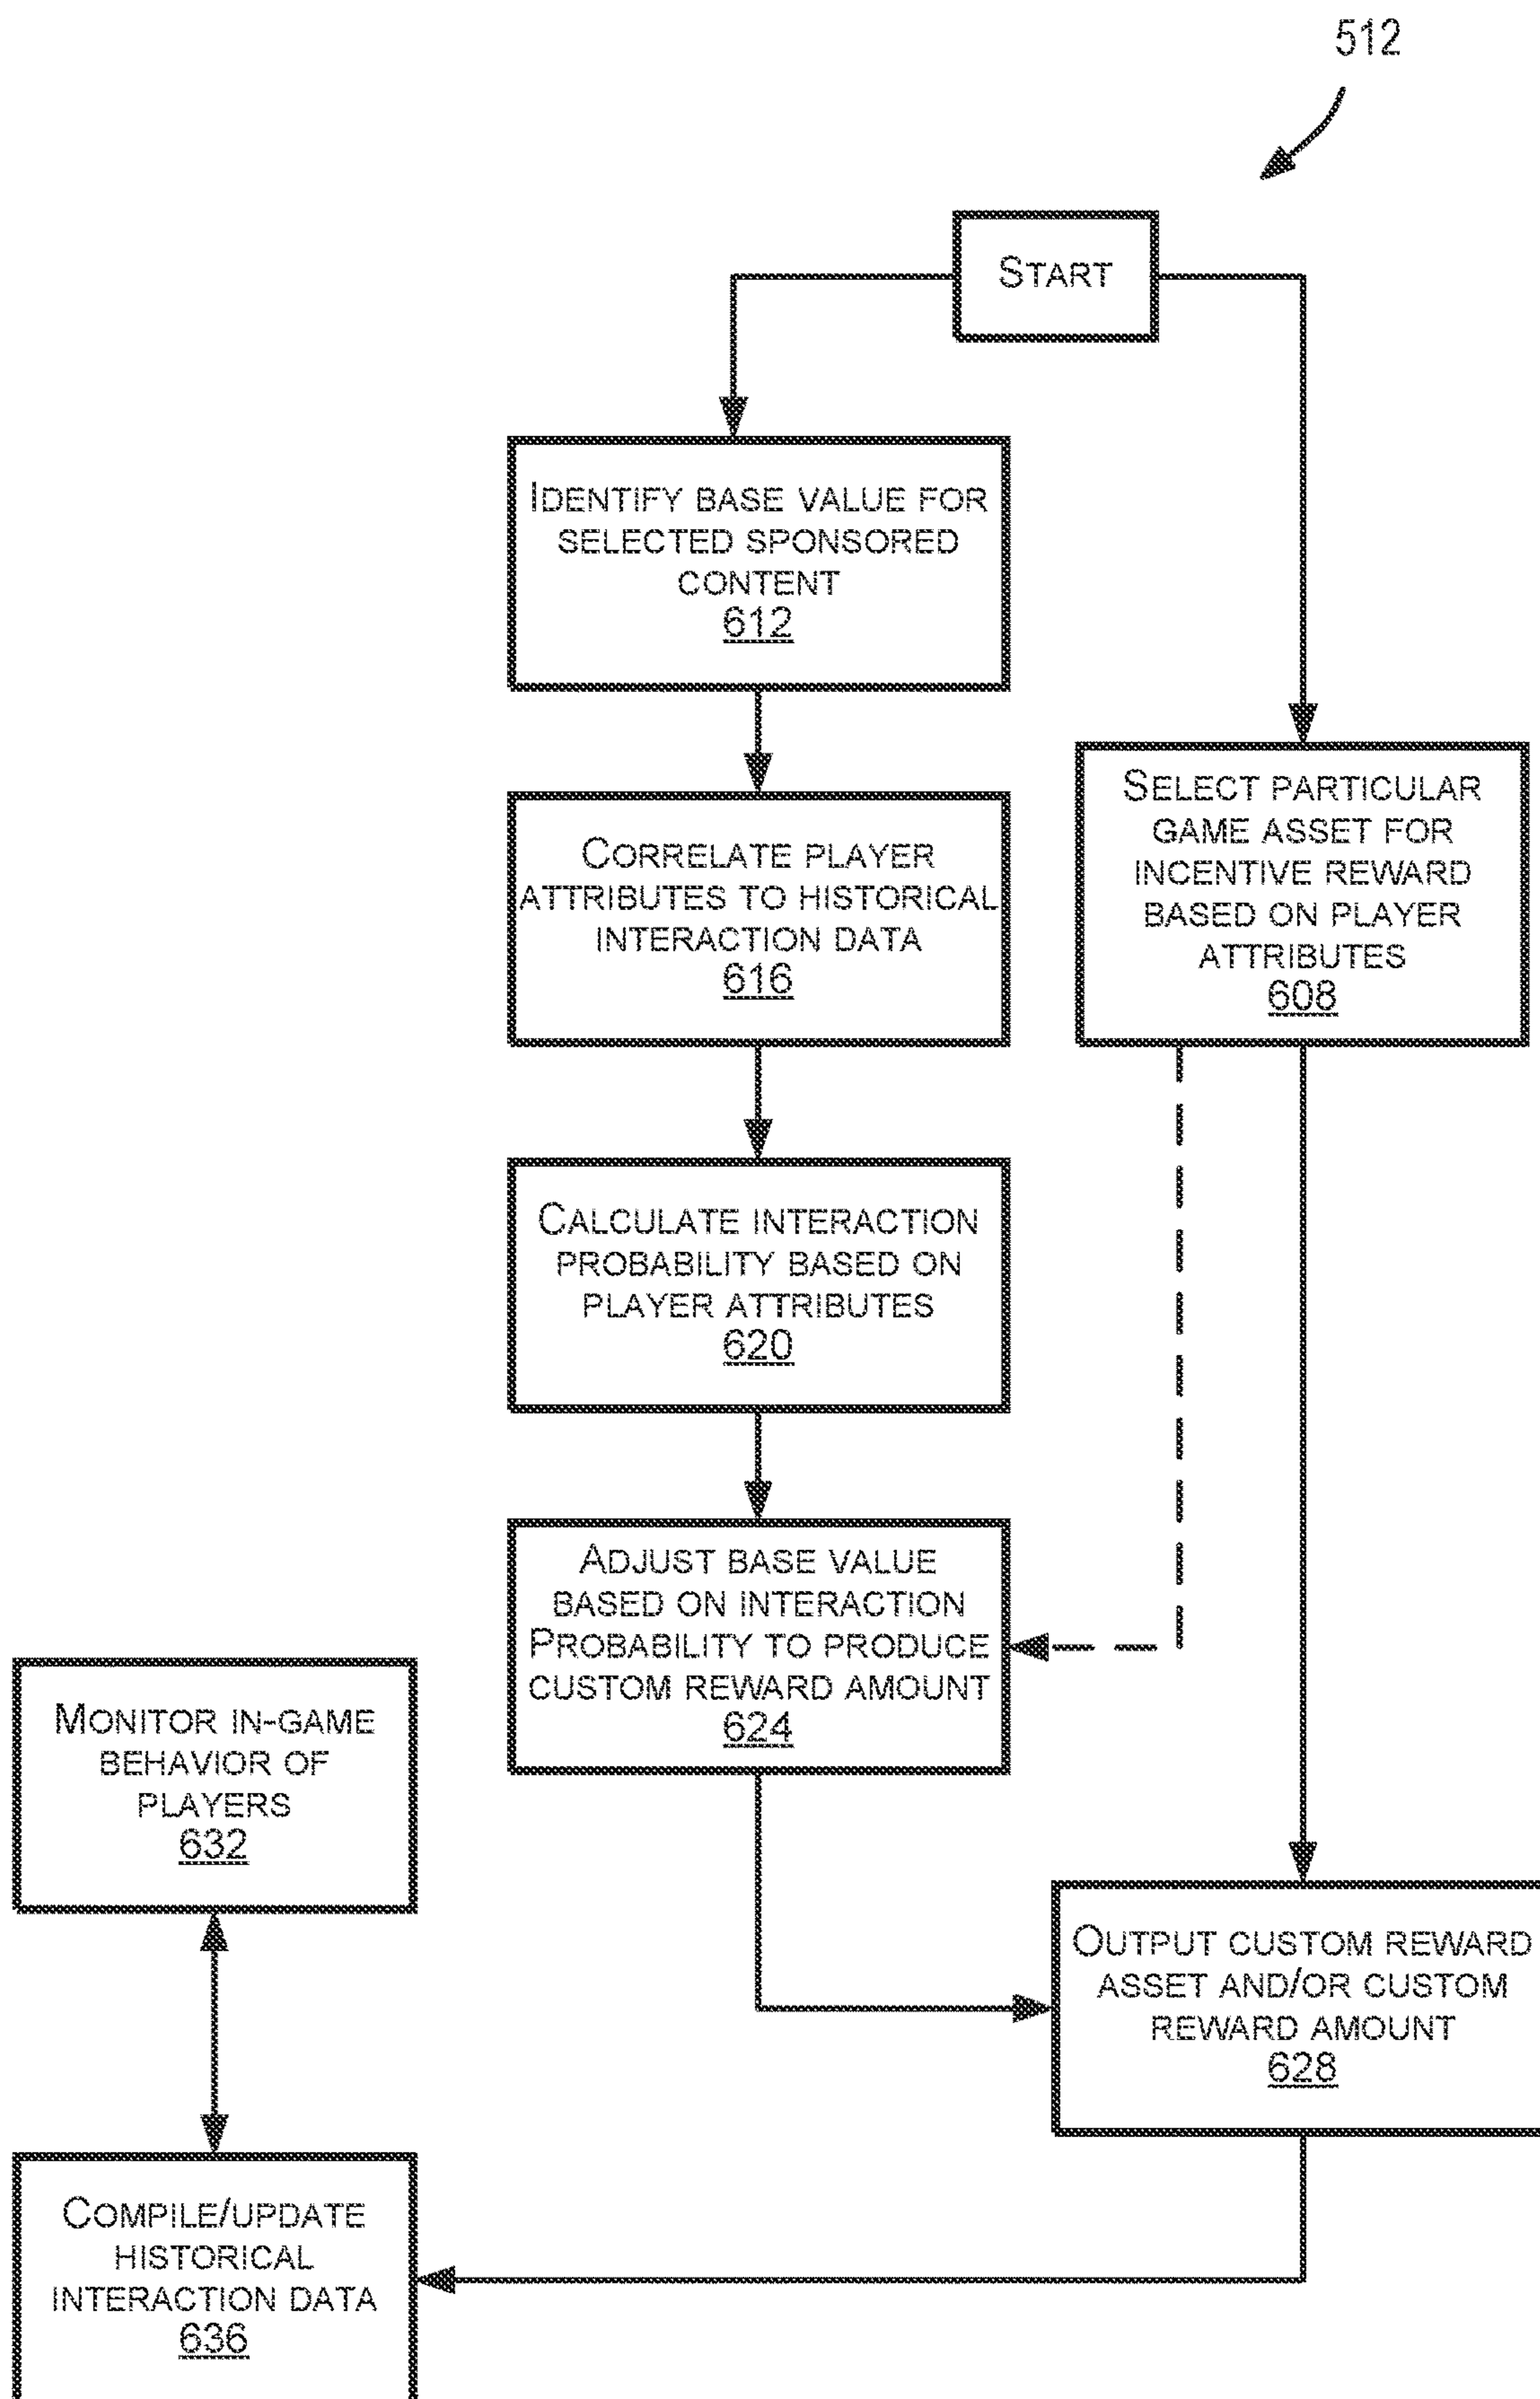 512
START
IDENTIFY BASE VALUE FOR
SELECTED SPONSORED
CONTENT
612
CORRELATE PLAYER
ATTRIBUTES TO HISTORICAL
INTERACTION DATA
616
SELECT PARTICULAR
GAME ASSET FOR
INCENTIVE REWARD
BASED ON PLAYER
ATTRIBUTES
608
CALCULATE INTERACTION
PROBABILITY BASED ON
PLAYER ATTRIBUTES
620
ADJUST BASE VALUE
BASED ON INTERACTION
PROBABILITY TO PRODUCE
CUSTOM REWARD AMOUNT
624
MONITOR IN-GAME
BEHAVIOR OF
PLAYERS
632
OUTPUT CUSTOM REWARD
ASSET AND/OR CUSTOM
REWARD AMOUNT
628
COMPILE/UPDATE
HISTORICAL
INTERACTION DATA
636